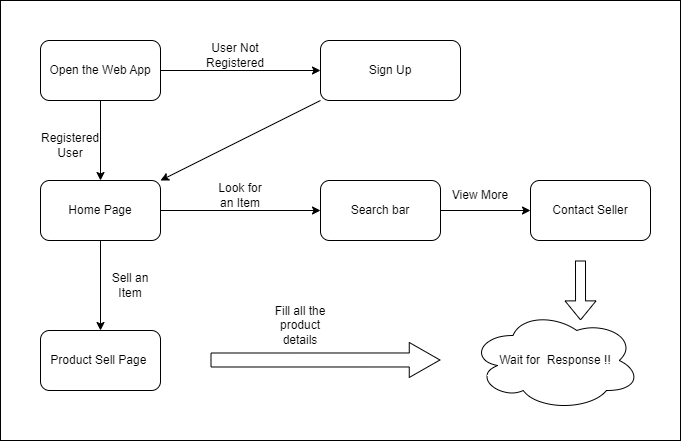 User Not
Registered
Open the Web App
Sign Up
Registered
User
Look for
an Item
View More
Home Page
Search bar
Contact Seller
Sell an
Item
Fill all the
product
details
Product Sell Page
Wait for  Response !!